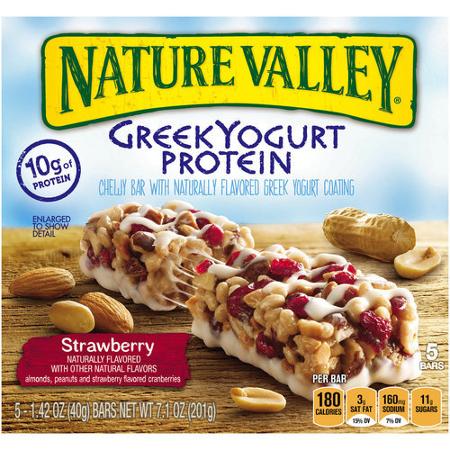 NATURE VALLEY®
GREEK YOGURT
PROTEIN
CHEWY BAR WITH NATURALLY FLAVORED GREEK YOGURT COATING
10g of
PROTEIN
ENLARGED
TO SHOW
DETAIL
Strawberry
NATURALLY FLAVORED
WITH OTHER NATURAL FLAVORS
almonds, peanuts and strawberry flavored cranberries
5
BARS
5 - 1.42 OZ (40g) BARS NET WT 7.1 OZ (201g)
PER BAR
180 CALORIES
3g SAT FAT 15% DV
160mg SODIUM 7% DV
11g SUGARS